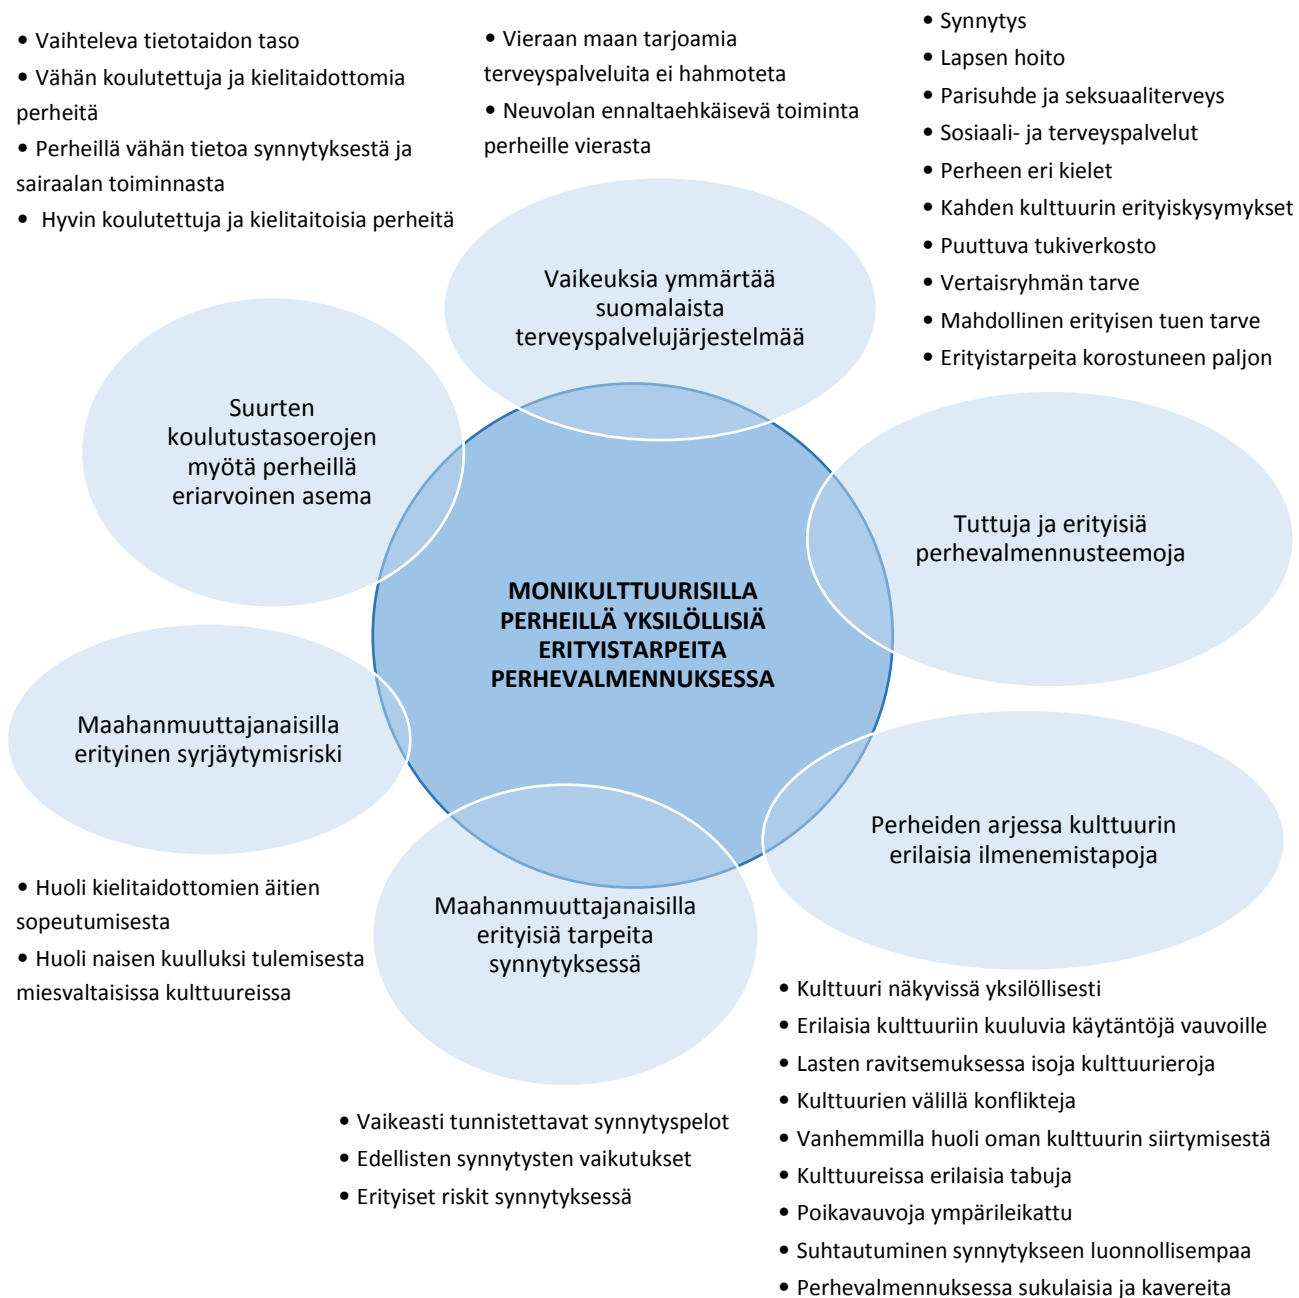 • Vaihteleva tietotaidon taso
• Vähän koulutettuja ja kielitaidottomia
perheitä
• Perheillä vähän tietoa synnytyksestä ja
sairaalan toiminnasta
• Hyvin koulutettuja ja kielitaitoisia perheitä
• Vieraan maan tarjoamia
terveyspalveluita ei hahmoteta
• Neuvolan ennaltaehkäisevä toiminta
perheille vierasta
• Synnytys
• Lapsen hoito
• Parisuhde ja seksuaaliterveys
• Sosiaali- ja terveyspalvelut
• Perheen eri kielet
• Kahden kulttuurin erityiskysymykset
• Puuttuva tukiverkosto
• Vertaisryhmän tarve
• Mahdollinen erityisen tuen tarve
• Erityistarpeita korostuneen paljon
Vaikeuksia ymmärtää
suomalaista
terveyspalvelujärjestelmää
Suurten
koulutustasoerojen
myötä perheillä
eriarvoinen asema
Tuttuja ja erityisiä
perhevalmennusteemoja
MONIKULTTUURISILLA
PERHEILLÄ YKSILÖLLISIÄ
ERITYISTARPEITA
PERHEVALMENNUKSESSA
Maahanmuuttajanaisilla
erityinen syrjäytymisriski
Perheiden arjessa kulttuurin
erilaisia ilmenemistapoja
Maahanmuuttajanaisilla
erityisiä tarpeita
synnytyksessä
• Huoli kielitaidottomien äitien
sopeutumisesta
• Huoli naisen kuulluksi tulemisesta
miesvaltaisissa kulttuureissa
• Vaikeasti tunnistettavat synnytyspelot
• Edellisten synnytysten vaikutukset
• Erityiset riskit synnytyksessä
• Kulttuuri näkyvissä yksilöllisesti
• Erilaisia kulttuuriin kuuluvia käytäntöjä vauvoille
• Lasten ravitsemuksessa isoja kulttuurieroja
• Kulttuurien välillä konflikteja
• Vanhemmilla huoli oman kulttuurin siirtymisestä
• Kulttuureissa erilaisia tabuja
• Poikavauvoja ympärileikattu
• Suhtautuminen synnytykseen luonnollisempaa
• Perhevalmennuksessa sukulaisia ja kavereita